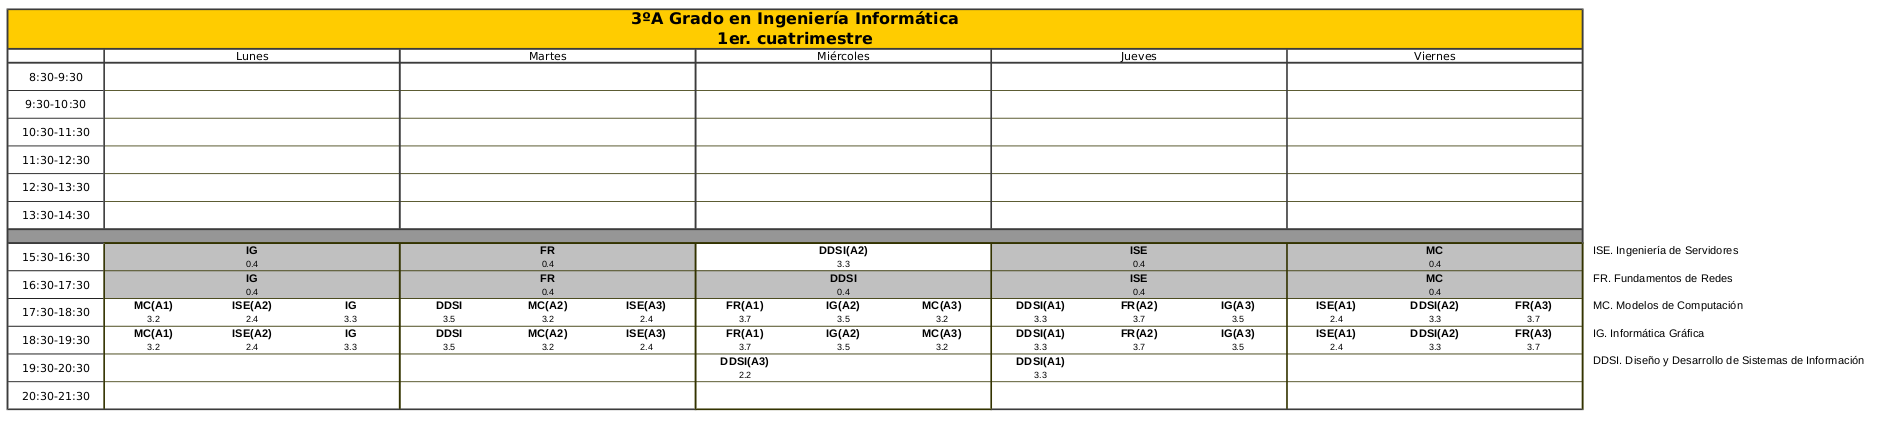 3ºA Grado en Ingeniería Informática
1er. cuatrimestre
Lunes Martes Miércoles Jueves Viernes
8:30-9:30
9:30-10:30
10:30-11:30
11:30-12:30
12:30-13:30
13:30-14:30
15:30-16:30 IG FR DDSI(A2) ISE MC ISE. Ingeniería de Servidores
0.4 0.4 3.3 0.4 0.4
16:30-17:30 IG FR DDSI ISE MC FR. Fundamentos de Redes
0.4 0.4 0.4 0.4 0.4
17:30-18:30 MC(A1) ISE(A2) IG DDSI MC(A2) ISE(A3) FR(A1) IG(A2) MC(A3) DDSI(A1) FR(A2) IG(A3) ISE(A1) DDSI(A2) FR(A3) MC. Modelos de Computación
3.2 2.4 3.3 3.5 3.2 2.4 3.7 3.5 3.2 3.3 3.7 3.5 2.4 3.3 3.7
18:30-19:30 MC(A1) ISE(A2) IG DDSI MC(A2) ISE(A3) FR(A1) IG(A2) MC(A3) DDSI(A1) FR(A2) IG(A3) ISE(A1) DDSI(A2) FR(A3) IG. Informática Gráfica
3.2 2.4 3.3 3.5 3.2 2.4 3.7 3.5 3.2 3.3 3.7 3.5 2.4 3.3 3.7
19:30-20:30 DDSI(A3) DDSI(A1) DDSI. Diseño y Desarrollo de Sistemas de Información
2.2 3.3
20:30-21:30